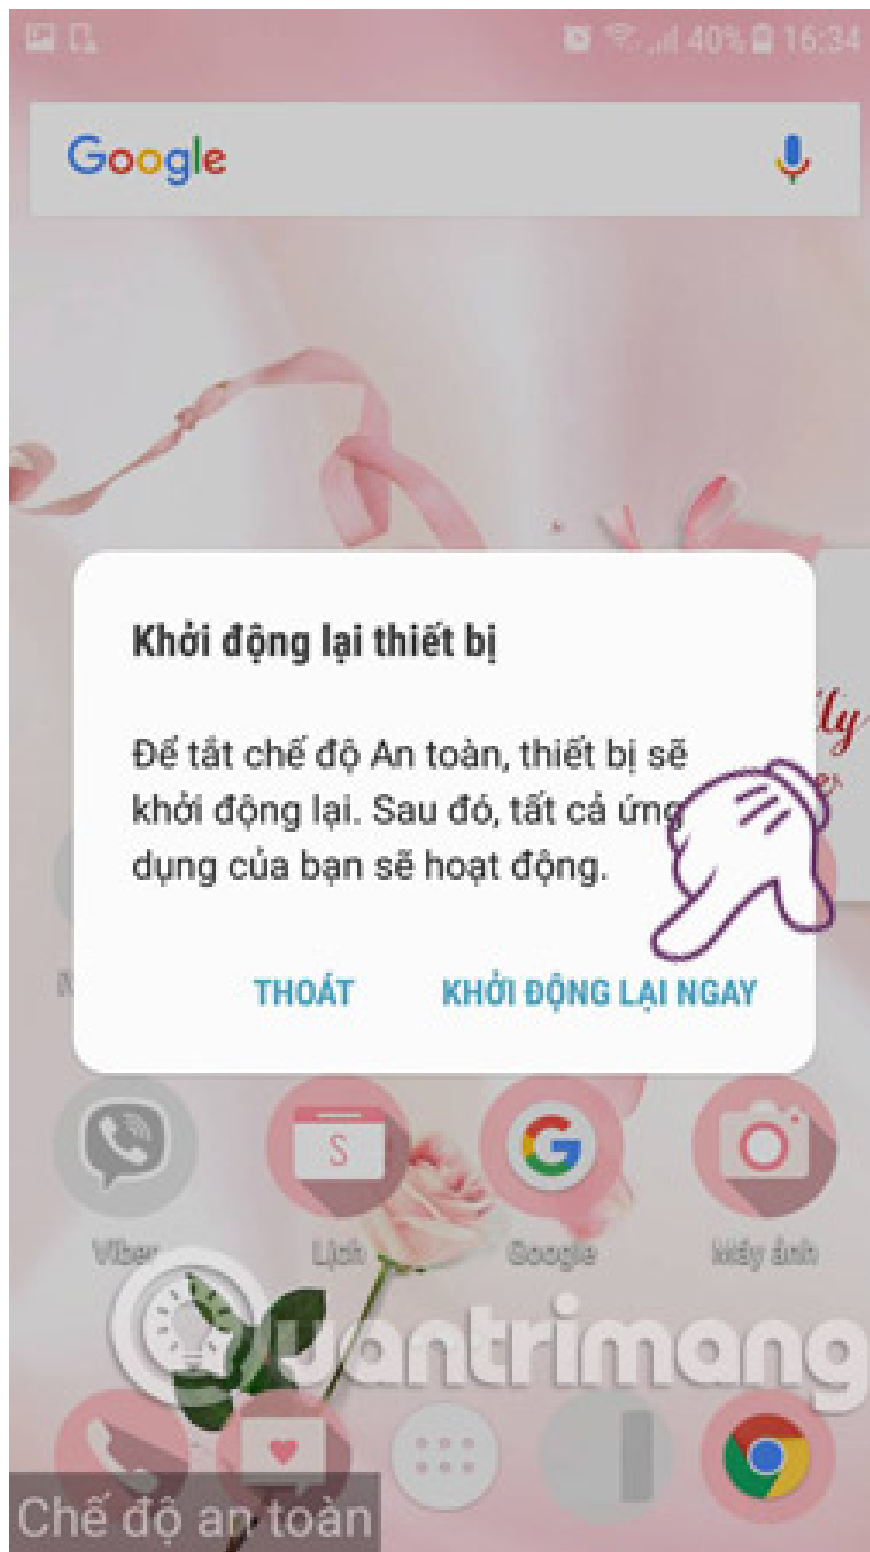 40% 16:34
Google
Khởi động lại thiết bị
ly
Để tắt chế độ An toàn, thiết bị sẽ
khởi động lại. Sau đó, tất cả ứng
dụng của bạn sẽ hoạt động.
THOÁT KHỞI ĐỘNG LẠI NGAY
S
Viber Lịch Google Máy ảnh
Quantrimang
Chế độ an toàn